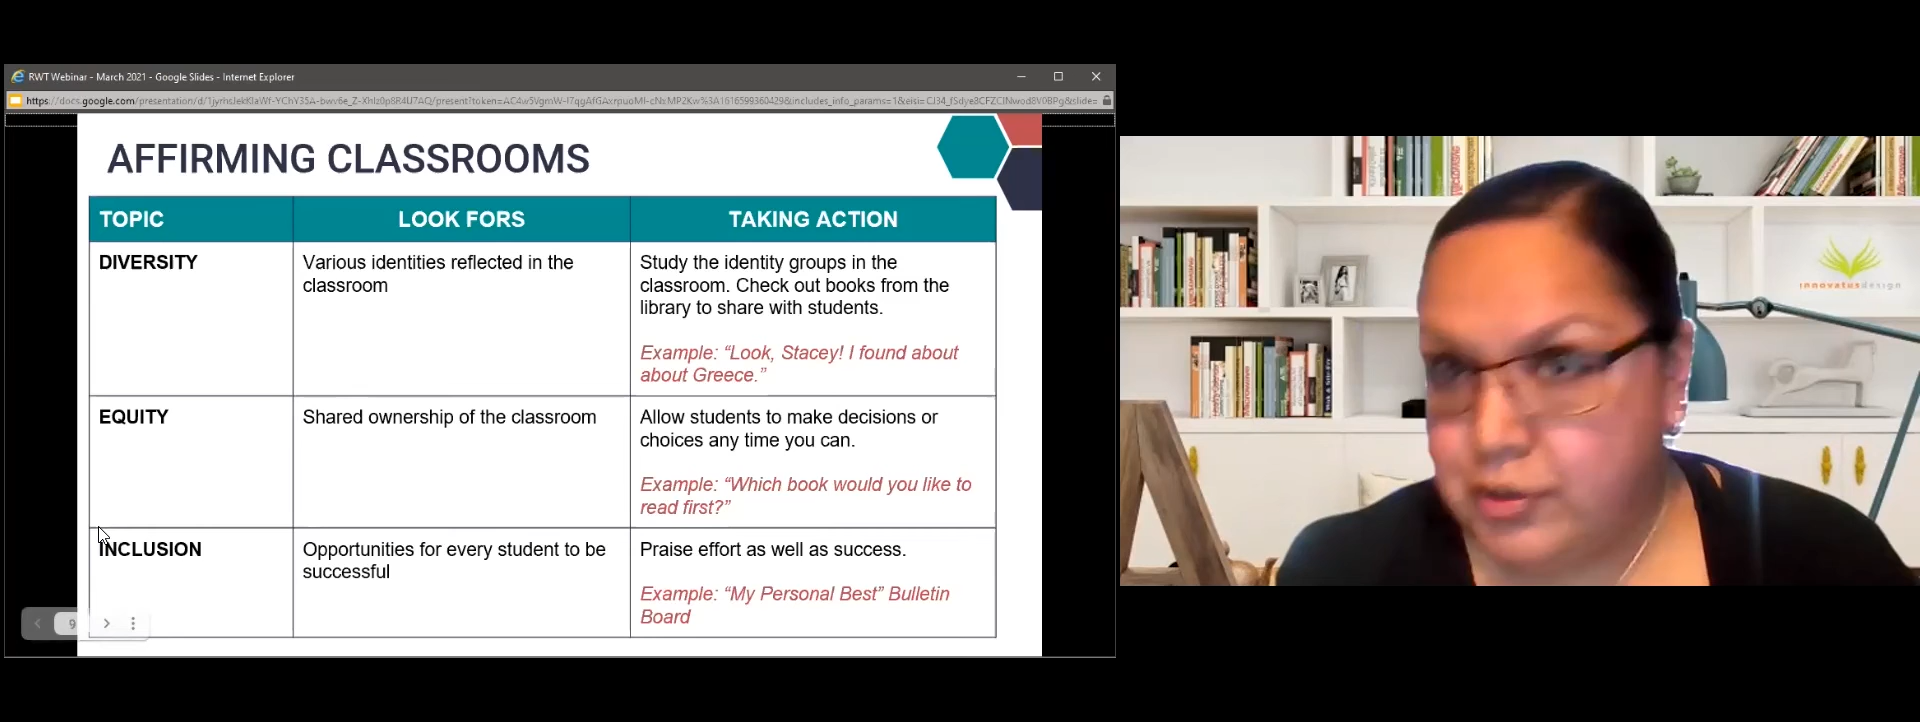 RWT Webinar - March 2021 - Google Slides - Internet Explorer
AFFIRMING CLASSROOMS
TOPIC
LOOK FORS
TAKING ACTION
DIVERSITY
Various identities reflected in the
classroom
Study the identity groups in the
classroom. Check out books from the
library to share with students.
Example: “Look, Stacey! I found about
about Greece.”
EQUITY
Shared ownership of the classroom
Allow students to make decisions or
choices any time you can.
Example: “Which book would you like to
read first?”
INCLUSION
Opportunities for every student to be
successful
Praise effort as well as success.
Example: “My Personal Best” Bulletin
Board
9
innovatusdesign